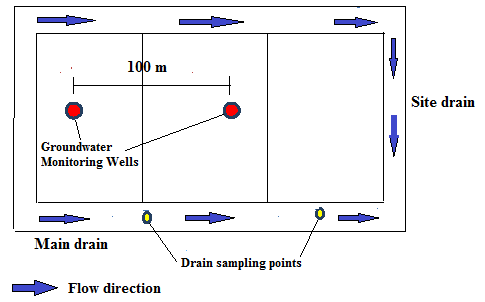 100 m
Site drain
Groundwater
Monitoring Wells
Main drain
Drain sampling points
Flow direction